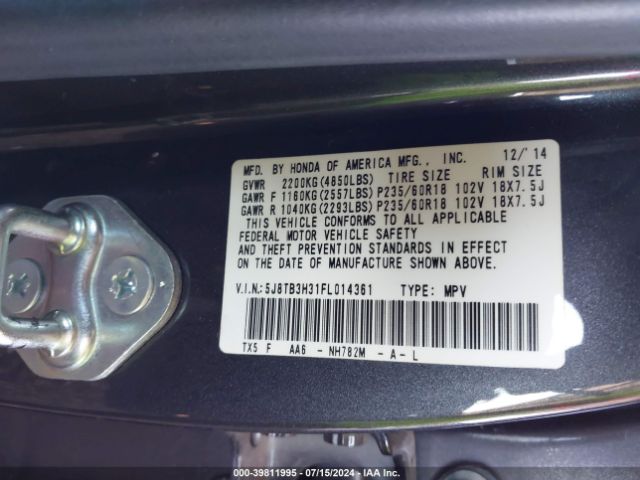 MFD. BY HONDA OF AMERICA MFG., INC. 12/'14
GVWR 2200KG(4850LBS) TIRE SIZE RIM SIZE
GAWR F 1160KG(2557LBS)P235/60R18 102V 18X7.5J
GAWR R 1040KG(2293LBS)P235/60R18 102V 18X7.5J
THIS VEHICLE CONFORMS TO ALL APPLICABLE
FEDERAL MOTOR VEHICLE SAFETY
AND THEFT PREVENTION STANDARDS IN EFFECT
ON THE DATE OF MANUFACTURE SHOWN ABOVE.
V.I.N.:5J8TB3H31FL014361 TYPE: MPV
TX5 F AA6 - NH782M - A - L
000-39811995 - 07/15/2024 - IAA Inc.